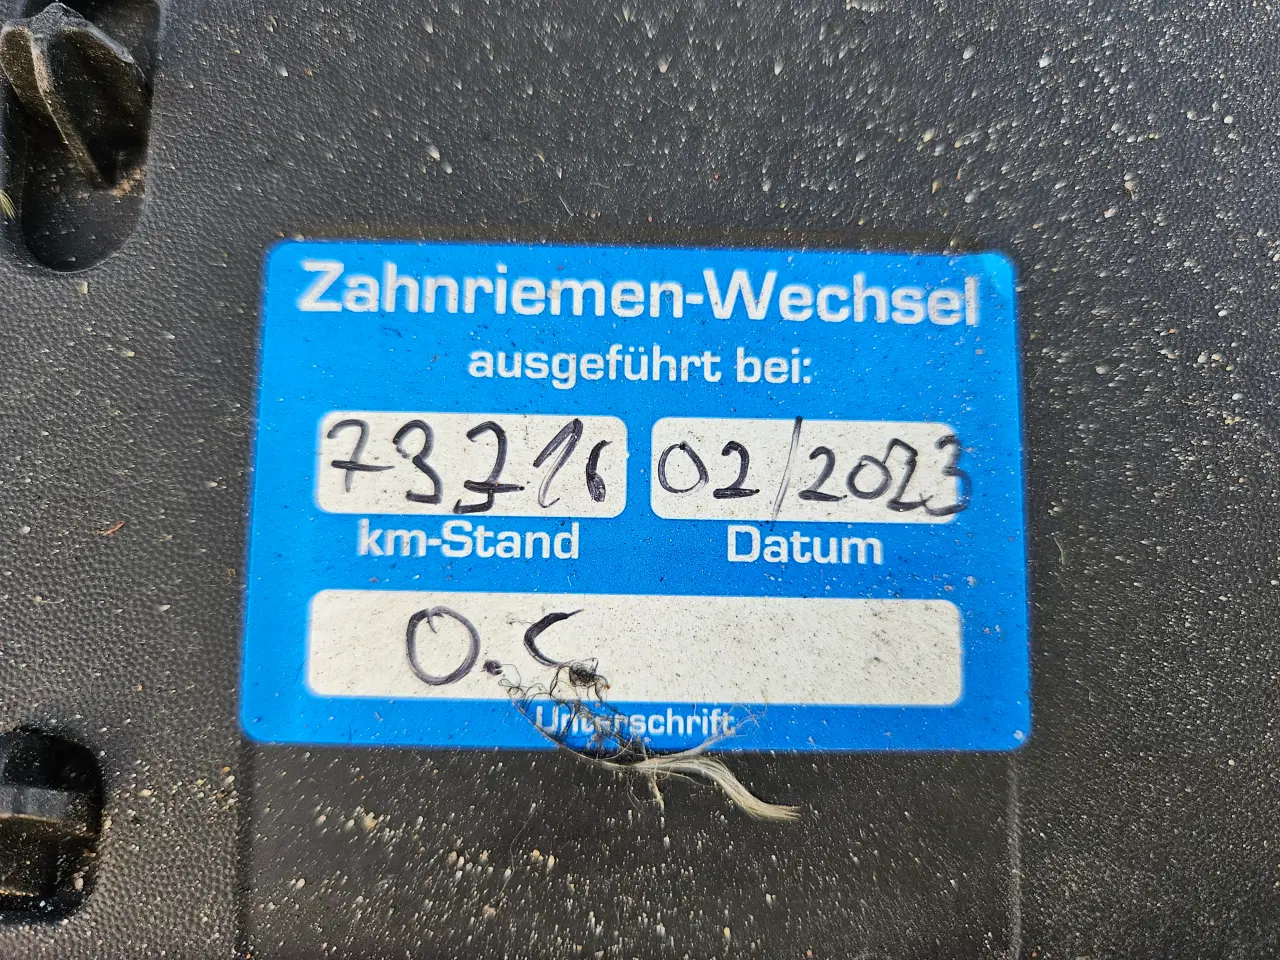 Zahnriemen-Wechsel
ausgeführt bei:
73716 02/2023
km-Stand Datum
O.C
Unterschrift